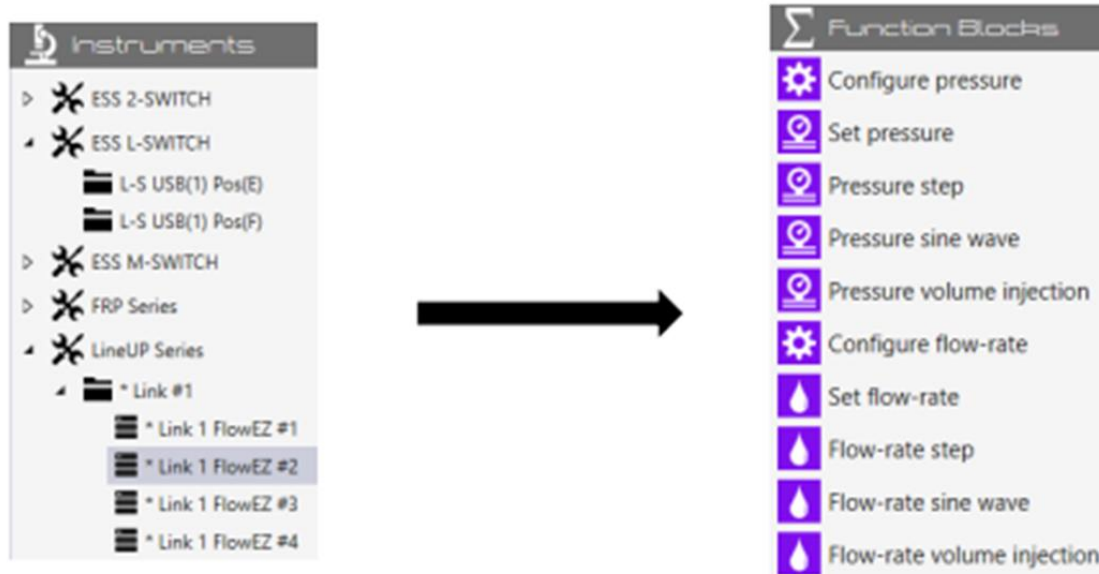 Instruments
ESS 2-SWITCH
ESS L-SWITCH
L-S USB(1) Pos(E)
L-S USB(1) Pos(F)
ESS M-SWITCH
FRP Series
LineUP Series
* Link #1
* Link 1 FlowEZ #1
* Link 1 FlowEZ #2
* Link 1 FlowEZ #3
* Link 1 FlowEZ #4
Function Blocks
Configure pressure
Set pressure
Pressure step
Pressure sine wave
Pressure volume injection
Configure flow-rate
Set flow-rate
Flow-rate step
Flow-rate sine wave
Flow-rate volume injection